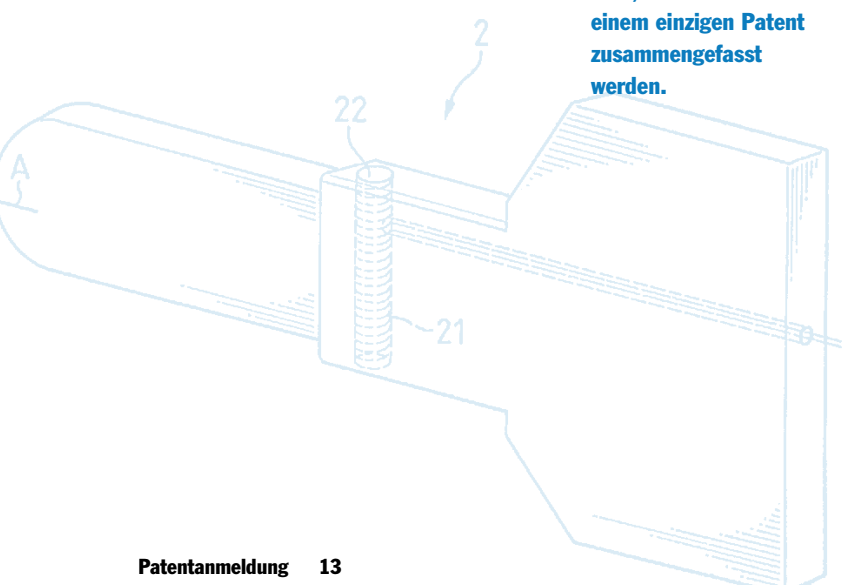 einem einzigen Patent
zusammengefasst
werden.
2
22
A
21
Patentanmeldung 13